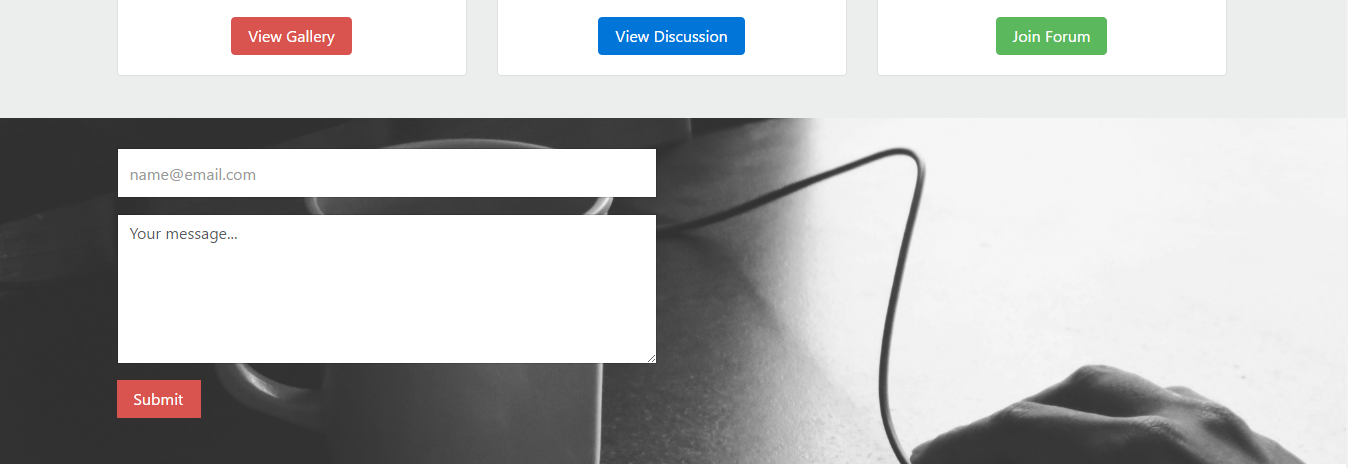 View Gallery
View Discussion
Join Forum
name@email.com
Your message...
Submit